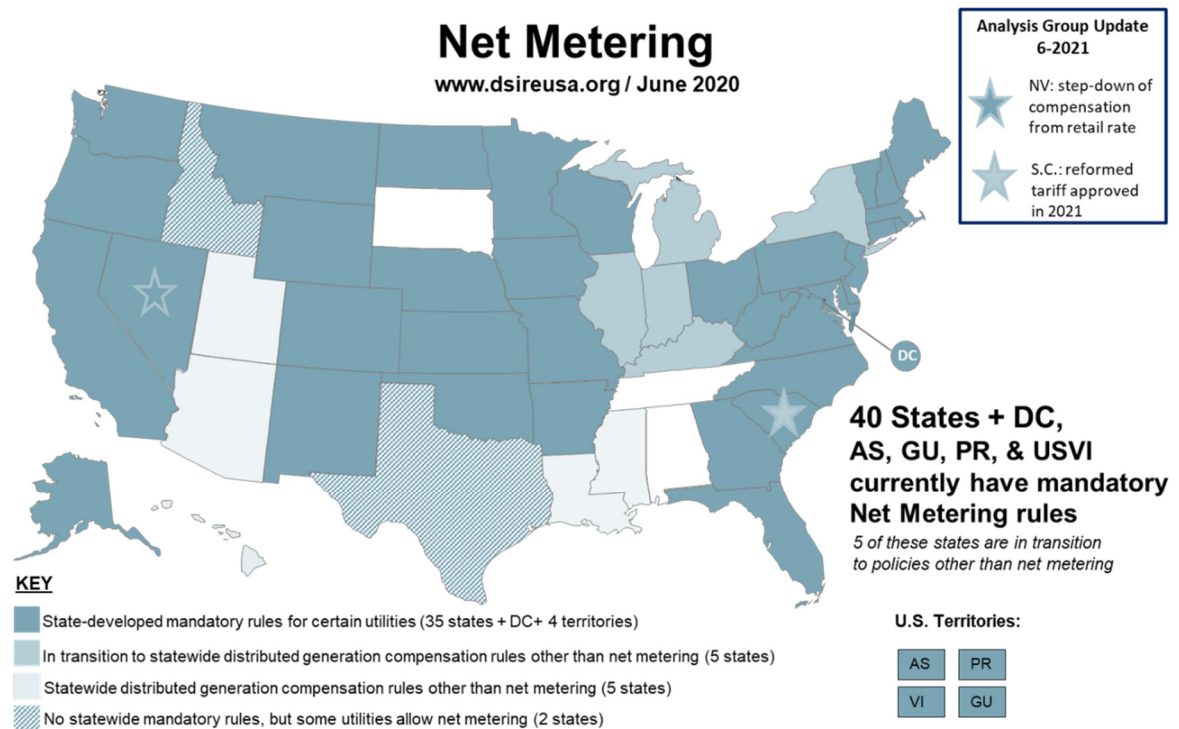 Net Metering
www.dsireusa.org / June 2020
Analysis Group Update
6-2021
NV: step-down of
compensation
from retail rate
S.C.: reformed
tariff approved
in 2021
DC
40 States + DC,
AS, GU, PR, & USVI
currently have mandatory
Net Metering rules
5 of these states are in transition
to policies other than net metering
KEY
State-developed mandatory rules for certain utilities (35 states + DC+ 4 territories)
In transition to statewide distributed generation compensation rules other than net metering (5 states)
Statewide distributed generation compensation rules other than net metering (5 states)
No statewide mandatory rules, but some utilities allow net metering (2 states)
U.S. Territories:
AS PR
VI GU